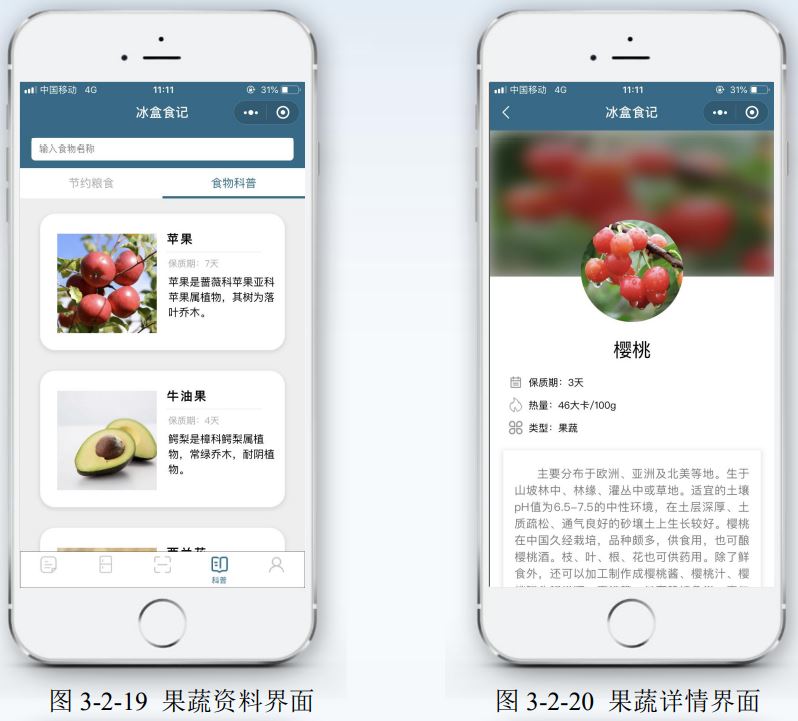 中国移动 4G 11:11 31%
冰盒食记
输入食物名称
节约粮食 食物科普
苹果
保质期：7天
苹果是蔷薇科苹果亚科
苹果属植物，其树为落
叶乔木。
牛油果
保质期：4天
鳄梨是樟科鳄梨属植
物，常绿乔木，耐阴植
物。
科普
图 3-2-19 果蔬资料界面
中国移动 4G 11:11 31%
冰盒食记
樱桃
保质期：3天
热量：46大卡/100g
类型：果蔬
主要分布于欧洲、亚洲及北美等地。生于
山坡林中、林缘、灌丛中或草地。适宜的土壤
pH值为6.5-7.5的中性环境，在土层深厚、土
质疏松、通气良好的砂壤土上生长较好。樱桃
在中国久经栽培，品种颇多，供食用，也可酿
樱桃酒。枝、叶、根、花也可供药用。除了鲜
食外，还可以加工制作成樱桃酱、樱桃汁、樱
图 3-2-20 果蔬详情界面